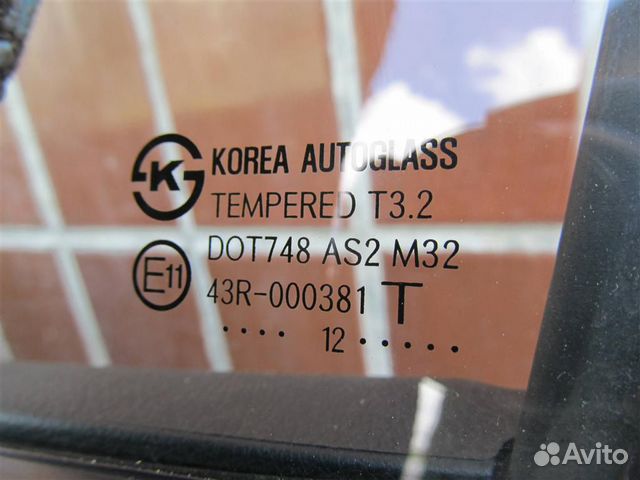 K KOREA AUTOGLASS
TEMPERED T3.2
E11 DOT748 AS2 M32
43R-000381 T
···· 12 ·····
Avito